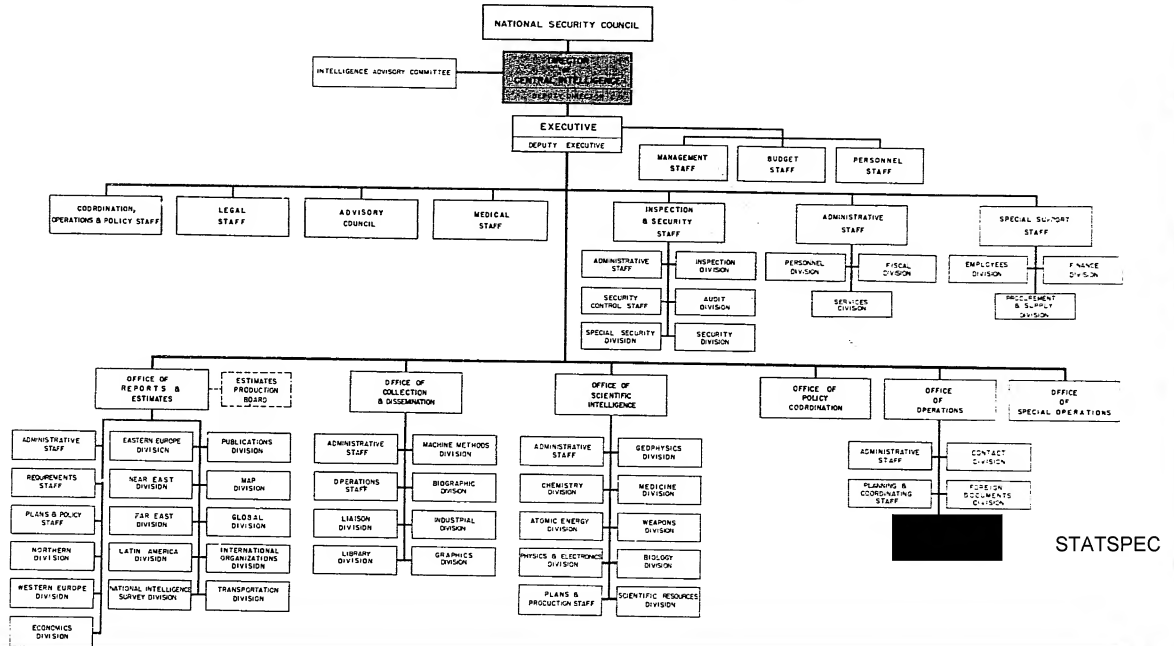 NATIONAL SECURITY COUNCIL
INTELLIGENCE ADVISORY COMMITTEE
DIRECTOR
OF
CENTRAL INTELLIGENCE
DEPUTY DIRECTOR
EXECUTIVE
DEPUTY EXECUTIVE
MANAGEMENT
STAFF
BUDGET
STAFF
PERSONNEL
STAFF
COORDINATION,
OPERATIONS & POLICY STAFF
LEGAL
STAFF
ADVISORY
COUNCIL
MEDICAL
STAFF
INSPECTION
& SECURITY
STAFF
ADMINISTRATIVE
STAFF
SPECIAL SUPPORT
STAFF
ADMINISTRATIVE
STAFF
INSPECTION
DIVISION
SECURITY
CONTROL STAFF
AUDIT
DIVISION
SPECIAL SECURITY
DIVISION
SECURITY
DIVISION
PERSONNEL
DIVISION
FISCAL
DIVISION
SERVICES
DIVISION
EMPLOYEES
DIVISION
FINANCE
DIVISION
PROCUREMENT
& SUPPLY
DIVISION
OFFICE OF
REPORTS &
ESTIMATES
ESTIMATES
PRODUCTION
BOARD
OFFICE OF
COLLECTION
& DISSEMINATION
OFFICE OF
SCIENTIFIC
INTELLIGENCE
OFFICE OF
POLICY
COORDINATION
OFFICE
OF
OPERATIONS
OFFICE
OF
SPECIAL OPERATIONS
ADMINISTRATIVE
STAFF
EASTERN EUROPE
DIVISION
PUBLICATIONS
DIVISION
REQUIREMENTS
STAFF
NEAR EAST
DIVISION
MAP
DIVISION
PLANS & POLICY
STAFF
FAR EAST
DIVISION
GLOBAL
DIVISION
NORTHERN
DIVISION
LATIN AMERICA
DIVISION
INTERNATIONAL
ORGANIZATIONS
DIVISION
WESTERN EUROPE
DIVISION
NATIONAL INTELLIGENCE
SURVEY DIVISION
TRANSPORTATION
DIVISION
ECONOMICS
DIVISION
ADMINISTRATIVE
STAFF
MACHINE METHODS
DIVISION
OPERATIONS
STAFF
BIOGRAPHIC
DIVISION
LIAISON
DIVISION
INDUSTRIAL
DIVISION
LIBRARY
DIVISION
GRAPHICS
DIVISION
ADMINISTRATIVE
STAFF
GEOPHYSICS
DIVISION
CHEMISTRY
DIVISION
MEDICINE
DIVISION
ATOMIC ENERGY
DIVISION
WEAPONS
DIVISION
PHYSICS & ELECTRONICS
DIVISION
BIOLOGY
DIVISION
PLANS &
PRODUCTION STAFF
SCIENTIFIC RESOURCES
DIVISION
ADMINISTRATIVE
STAFF
CONTACT
DIVISION
PLANNING &
COORDINATING
STAFF
FOREIGN
DOCUMENTS
DIVISION
STATSPEC